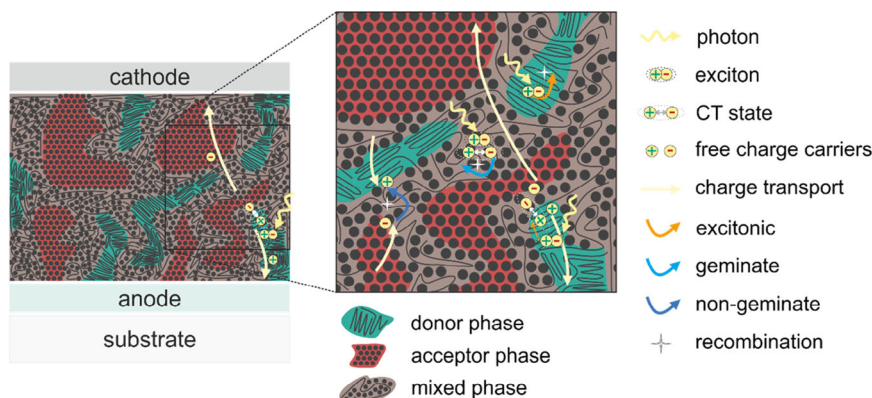 cathode
anode
substrate
donor phase
acceptor phase
mixed phase
photon
exciton
CT state
free charge carriers
charge transport
excitonic
geminate
non-geminate
recombination